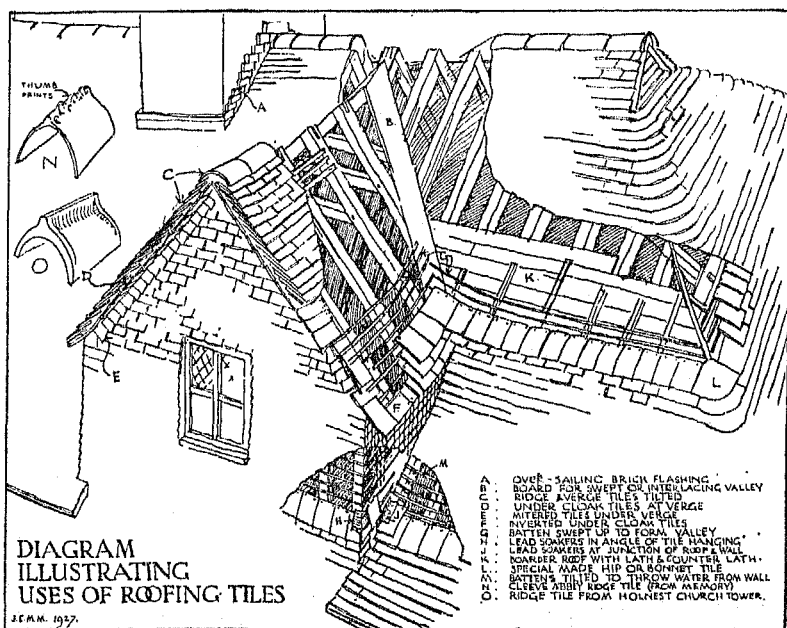 THUMB
PRINTS
A
B
C
N
O
D
E
D
K
F
L
M
H
J
A . OVER-SAILING BRICK FLASHING
B . BOARD FOR SWEPT OR INTERLACING VALLEY
C . RIDGE & VERGE TILES TILTED
D . UNDER CLOAK TILES AT VERGE
E . MITERED TILES UNDER VERGE
F . INVERTED UNDER CLOAK TILES
G . BATTEN SWEPT UP TO FORM VALLEY
H . LEAD SOAKERS IN ANGLE OF TILE HANGING
J . LEAD SOAKERS AT JUNCTION OF ROOF & WALL
K . BOARDER ROOF WITH LATH & COUNTER LATH.
L . SPECIAL MADE HIP OR BONNET TILE
M . BATTENS TILTED TO THROW WATER FROM WALL
N . CLEEVE ABBY RIDGE TILE (FROM MEMORY)
O . RIDGE TILE FROM HOLNEST CHURCH TOWER.
DIAGRAM
ILLUSTRATING
USES OF ROOFING TILES
J.E.M.M. 1927.